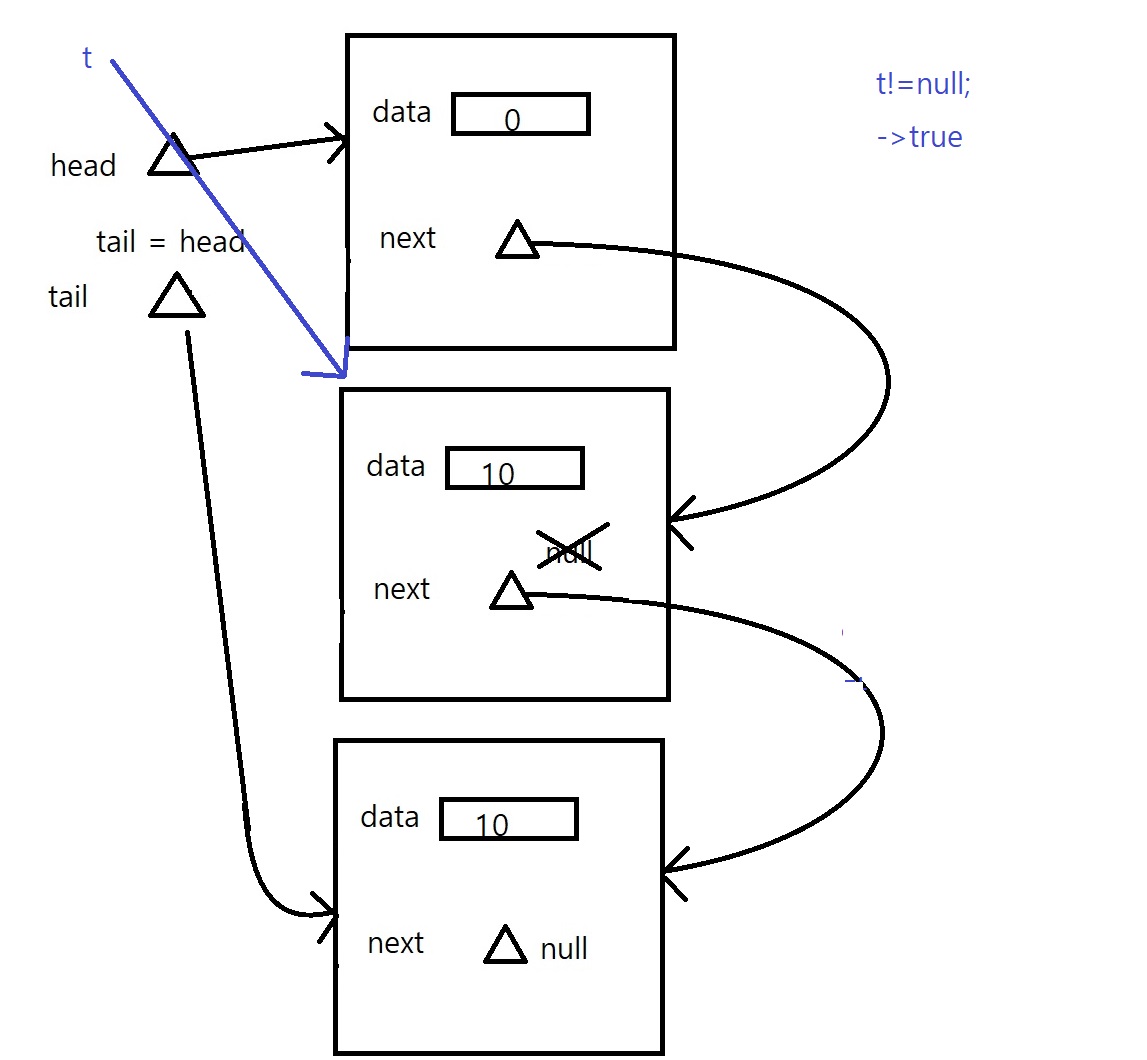 t
t!=null;
->true
head
tail = head
tail
data 0
next
data 10
null
next
data 10
next null